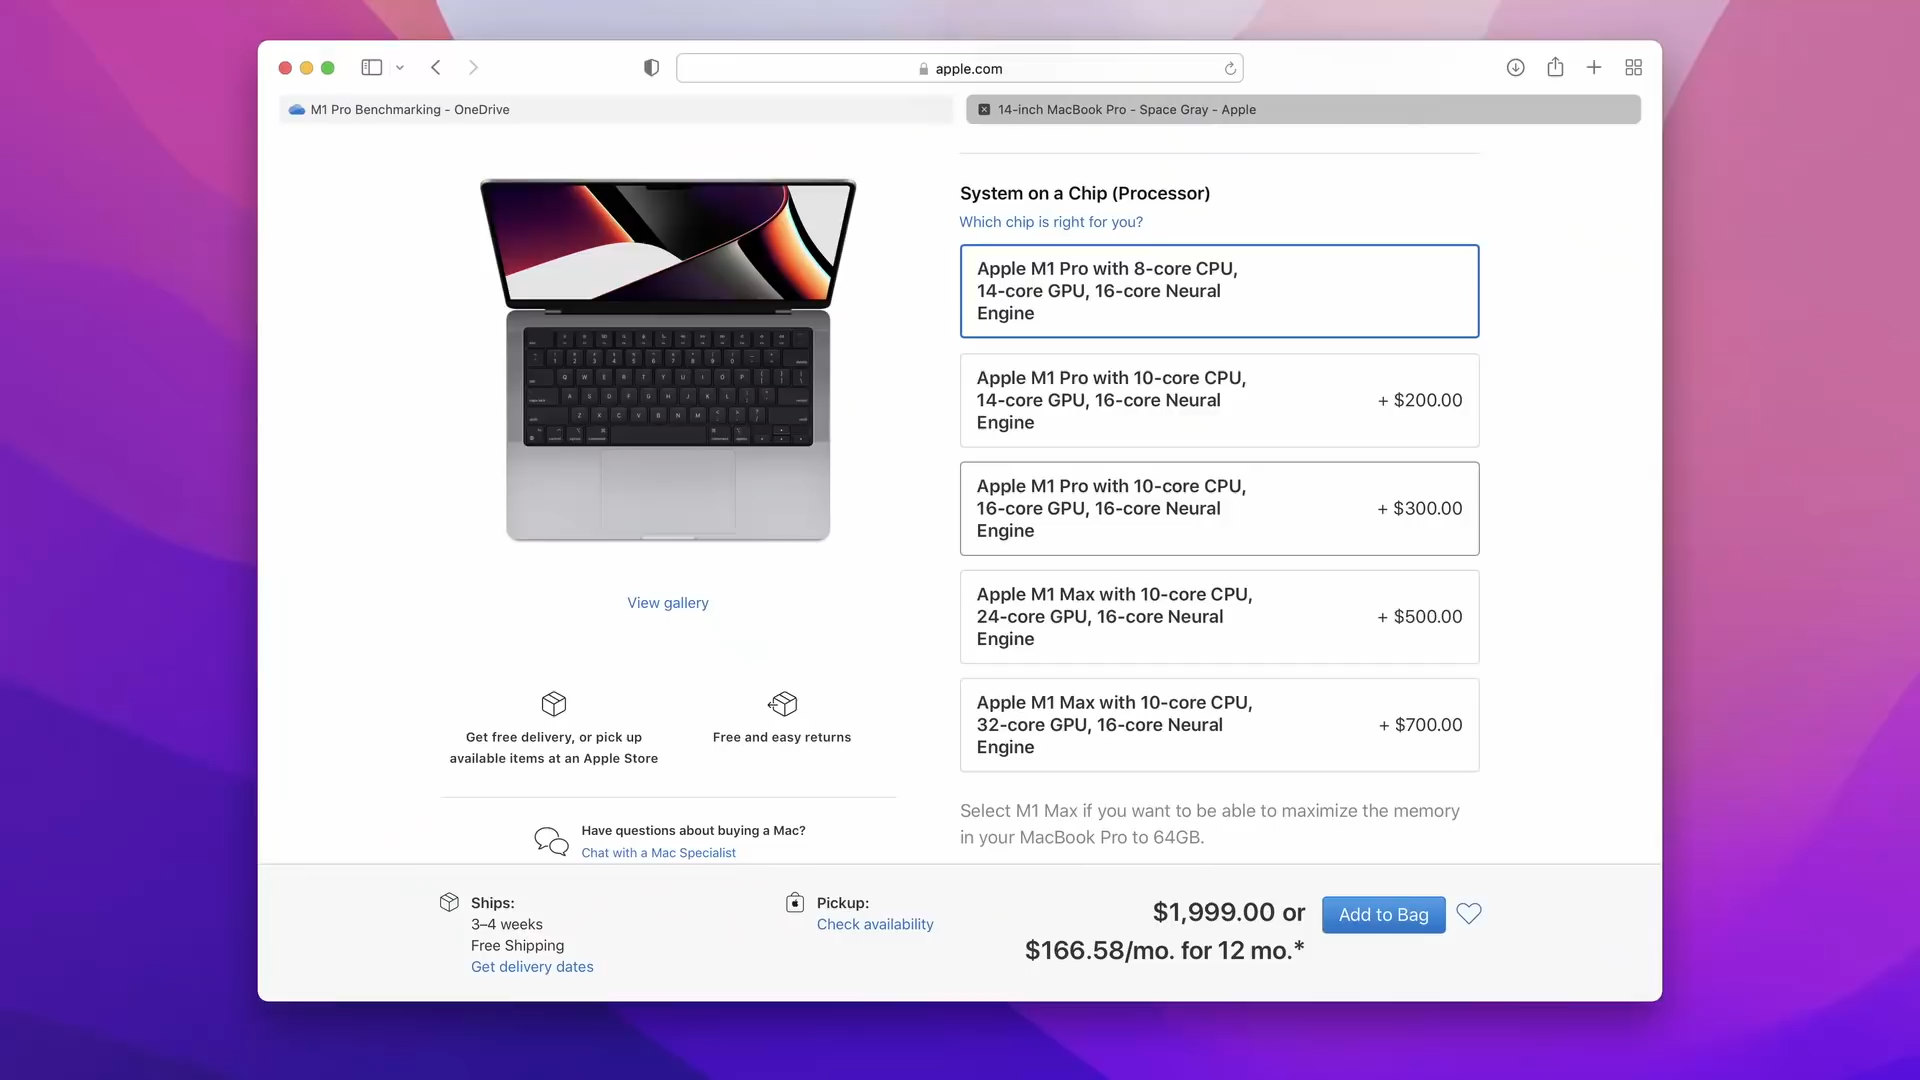 apple.com
M1 Pro Benchmarking - OneDrive
14-inch MacBook Pro - Space Gray - Apple
System on a Chip (Processor)
Which chip is right for you?
Apple M1 Pro with 8-core CPU,
14-core GPU, 16-core Neural
Engine
Apple M1 Pro with 10-core CPU,
14-core GPU, 16-core Neural
Engine
+ $200.00
Apple M1 Pro with 10-core CPU,
16-core GPU, 16-core Neural
Engine
+ $300.00
Apple M1 Max with 10-core CPU,
24-core GPU, 16-core Neural
Engine
+ $500.00
Apple M1 Max with 10-core CPU,
32-core GPU, 16-core Neural
Engine
+ $700.00
Select M1 Max if you want to be able to maximize the memory
in your MacBook Pro to 64GB.
View gallery
Get free delivery, or pick up
available items at an Apple Store
Free and easy returns
Have questions about buying a Mac?
Chat with a Mac Specialist
Ships:
3–4 weeks
Free Shipping
Get delivery dates
Pickup:
Check availability
$1,999.00 or
$166.58/mo. for 12 mo.*
Add to Bag